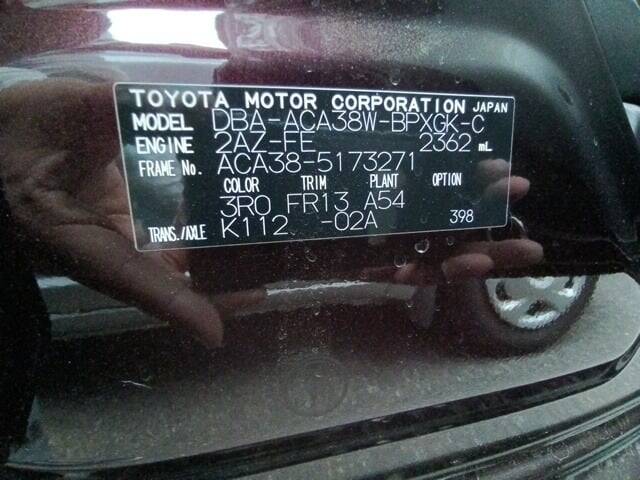 TOYOTA MOTOR CORPORATION JAPAN
MODEL DBA-ACA38W-BPXGK-C
ENGINE 2AZ-FE 2362 mL
FRAME No. ACA38-5173271
COLOR TRIM PLANT OPTION
3R0 FR13 A54
TRANS./AXLE K112 -02A 398